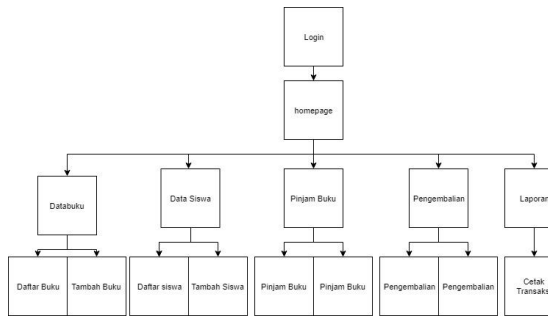 Login
homepage
Databuku
Data Siswa
Pinjam Buku
Pengembalian
Laporan
Daftar Buku
Tambah Buku
Daftar siswa
Tambah Siswa
Pinjam Buku
Pinjam Buku
Pengembalian
Pengembalian
Cetak
Transaks